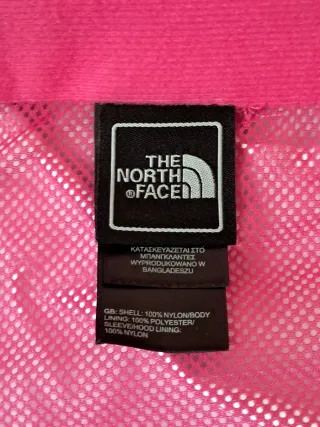 THE
NORTH
®FACE
ΚΑΤΑΣΚΕΥΑΖΕΤΑΙ ΣΤΟ
ΜΠΑΝΓΚΛΑΝΤΕΣ
WYPRODUKOWANO W
BANGLADESZU
GB: SHELL: 100% NYLON/BODY
LINING: 100% POLYESTER/
SLEEVE/HOOD LINING:
100% NYLON